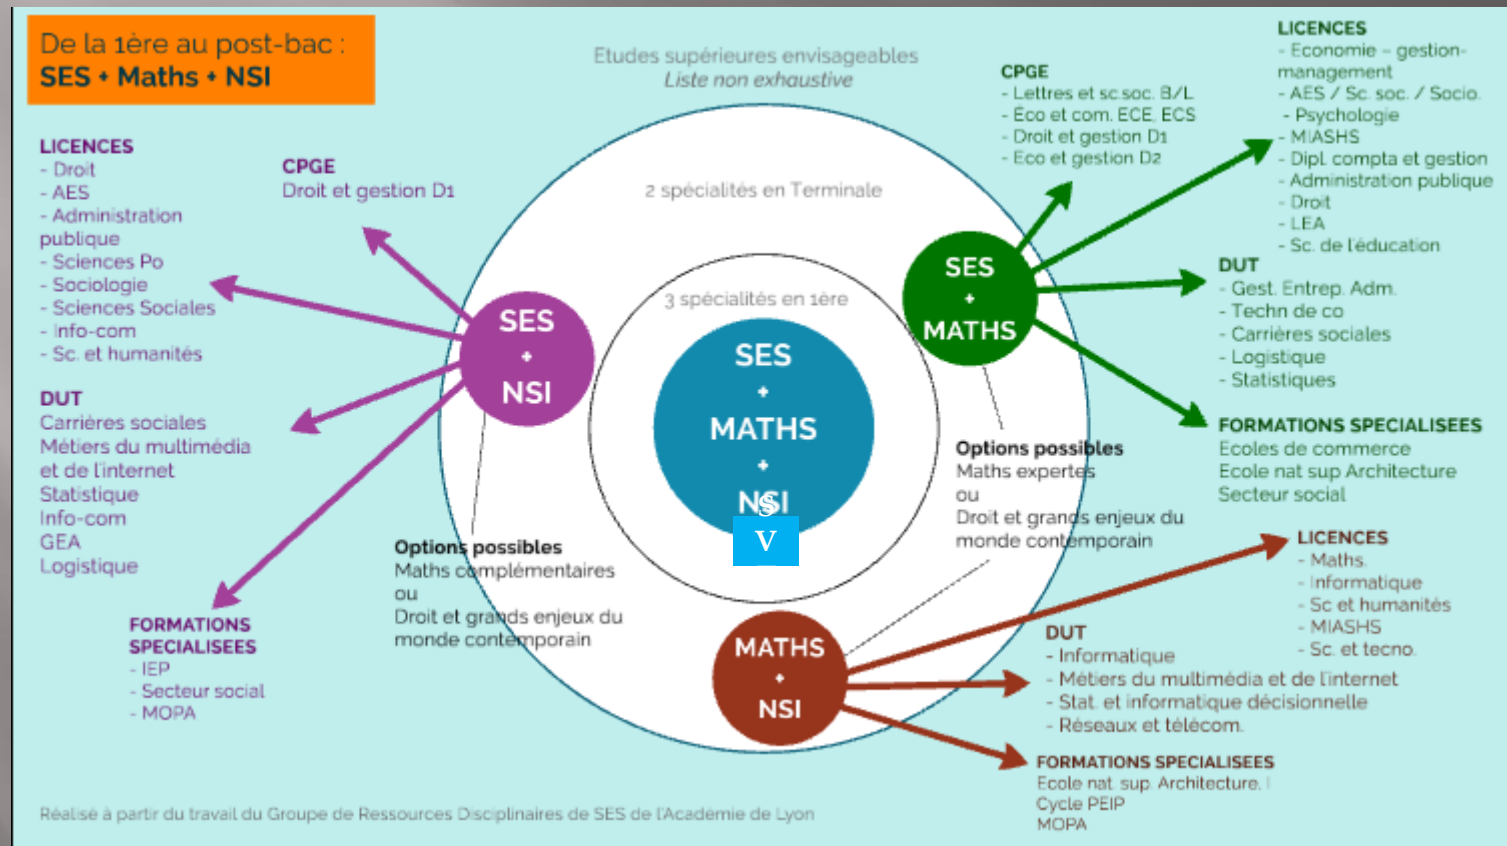 De la 1ère au post-bac :
SES + Maths + NSI
Etudes supérieures envisageables
Liste non exhaustive
2 spécialités en Terminale
3 spécialités en 1ère
SES
+
MATHS
+
NSI
S
V
LICENCES
- Droit
- AES
- Administration
publique
- Sciences Po
- Sociologie
- Sciences Sociales
- Info-com
- Sc. et humanités
CPGE
Droit et gestion D1
DUT
Carrières sociales
Métiers du multimédia
et de l'internet
Statistique
Info-com
GEA
Logistique
FORMATIONS
SPECIALISEES
- IEP
- Secteur social
- MOPA
SES
+
NSI
Options possibles
Maths complémentaires
ou
Droit et grands enjeux du
monde contemporain
CPGE
- Lettres et sc.soc. B/L
- Eco et com. ECE, ECS
- Droit et gestion D1
- Eco et gestion D2
LICENCES
- Economie – gestion-
management
- AES / Sc. soc. / Socio.
- Psychologie
- MIASHS
- Dipl. compta et gestion
- Administration publique
- Droit
- LEA
- Sc. de l'éducation
SES
+
MATHS
DUT
- Gest. Entrep. Adm.
- Techn de co
- Carrières sociales
- Logistique
- Statistiques
FORMATIONS SPECIALISEES
Ecoles de commerce
Ecole nat sup Architecture
Secteur social
Options possibles
Maths expertes
ou
Droit et grands enjeux du
monde contemporain
MATHS
+
NSI
LICENCES
- Maths.
- Informatique
- Sc et humanités
- MIASHS
- Sc. et tecno.
DUT
- Informatique
- Métiers du multimédia et de l'internet
- Stat. et informatique décisionnelle
- Réseaux et télécom.
FORMATIONS SPECIALISEES
Ecole nat. sup. Architecture, I
Cycle PEIP
MOPA
Réalisé à partir du travail du Groupe de Ressources Disciplinaires de SES de l'Académie de Lyon